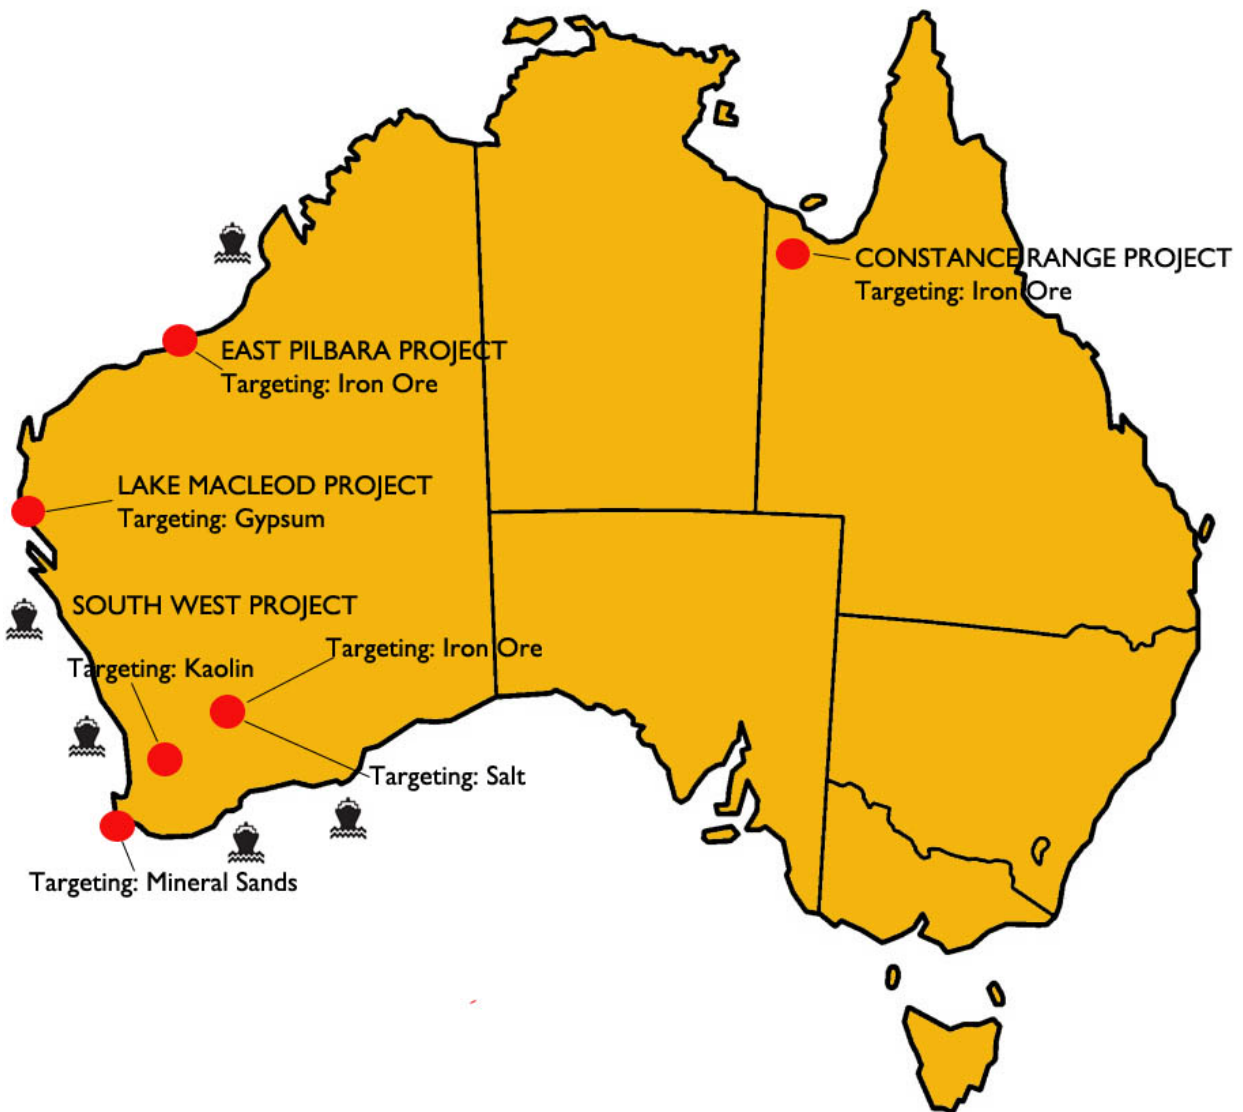 CONSTANCE RANGE PROJECT
Targeting: Iron Ore
EAST PILBARA PROJECT
Targeting: Iron Ore
LAKE MACLEOD PROJECT
Targeting: Gypsum
SOUTH WEST PROJECT
Targeting: Iron Ore
Targeting: Kaolin
Targeting: Salt
Targeting: Mineral Sands